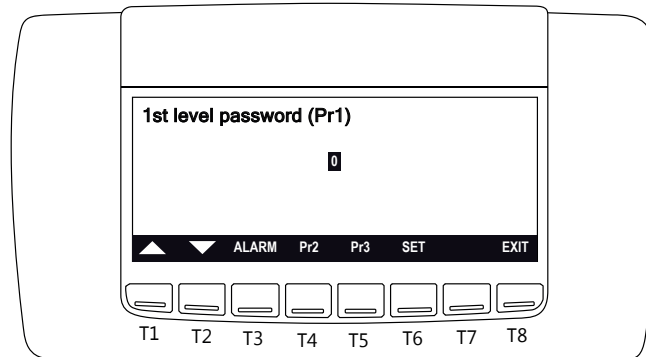 1st level password (Pr1)
0
ALARM Pr2 Pr3 SET EXIT
T1 T2 T3 T4 T5 T6 T7 T8